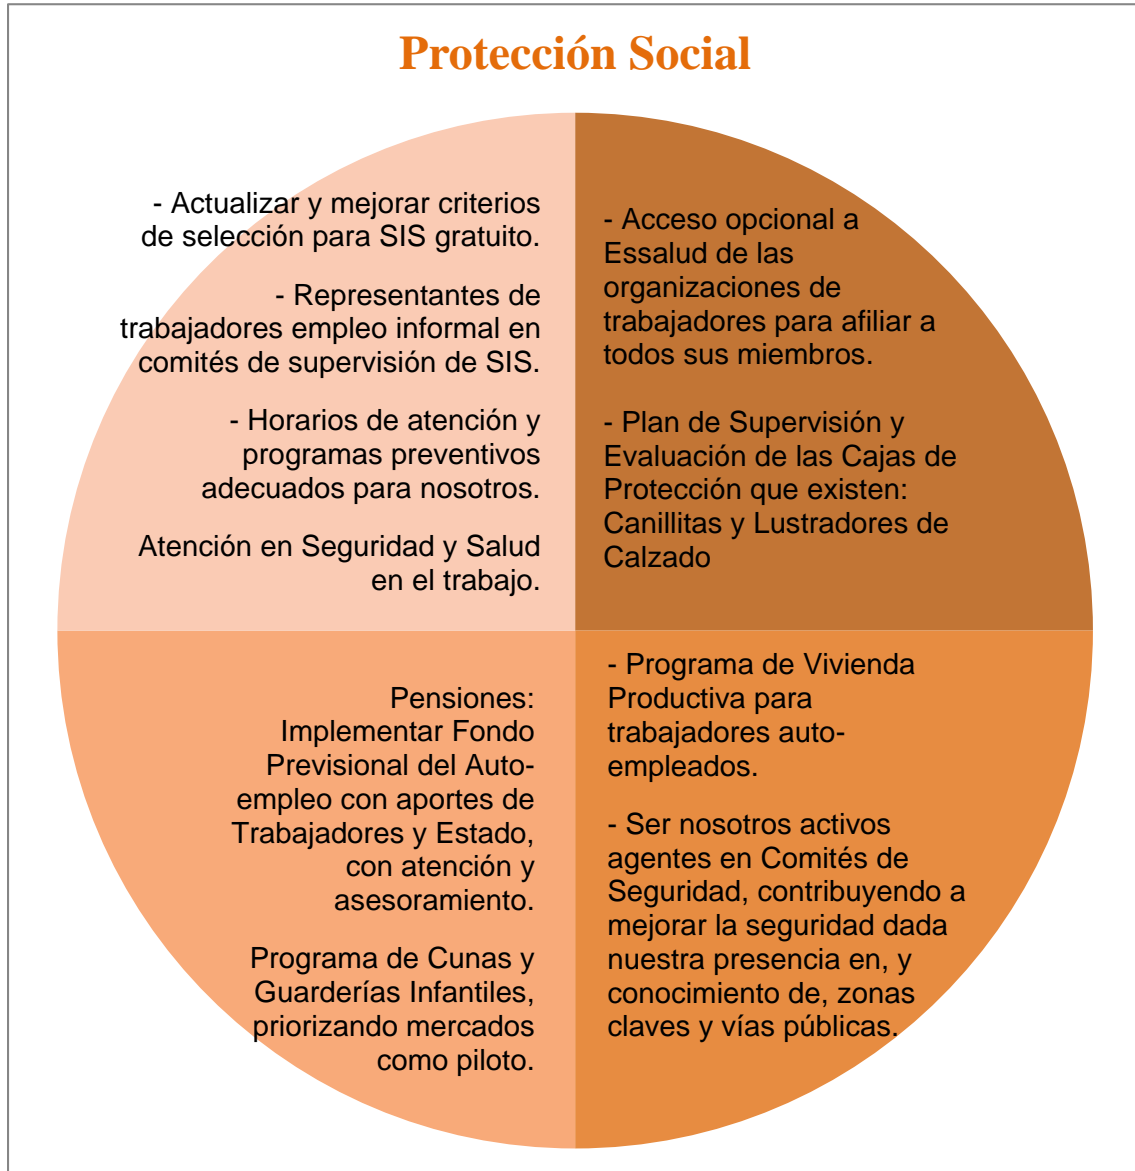 Protección Social
- Actualizar y mejorar criterios
de selección para SIS gratuito.
- Representantes de
trabajadores empleo informal en
comités de supervisión de SIS.
- Horarios de atención y
programas preventivos
adecuados para nosotros.
Atención en Seguridad y Salud
en el trabajo.
- Acceso opcional a
Essalud de las
organizaciones de
trabajadores para afiliar a
todos sus miembros.
- Plan de Supervisión y
Evaluación de las Cajas de
Protección que existen:
Canillitas y Lustradores de
Calzado
Pensiones:
Implementar Fondo
Previsional del Auto-
empleo con aportes de
Trabajadores y Estado,
con atención y
asesoramiento.
Programa de Cunas y
Guarderías Infantiles,
priorizando mercados
como piloto.
- Programa de Vivienda
Productiva para
trabajadores auto-
empleados.
- Ser nosotros activos
agentes en Comités de
Seguridad, contribuyendo a
mejorar la seguridad dada
nuestra presencia en, y
conocimiento de, zonas
claves y vías públicas.